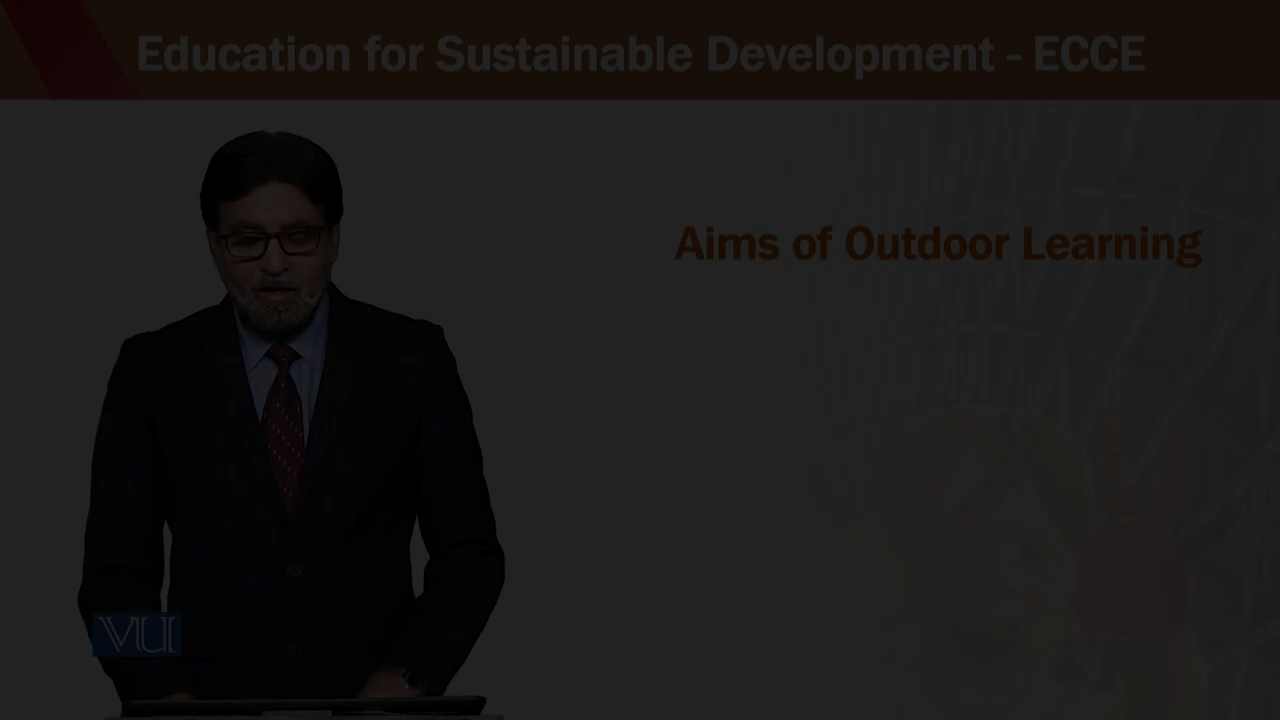 Education for Sustainable Development - ECCE
Aims of Outdoor Learning
VU